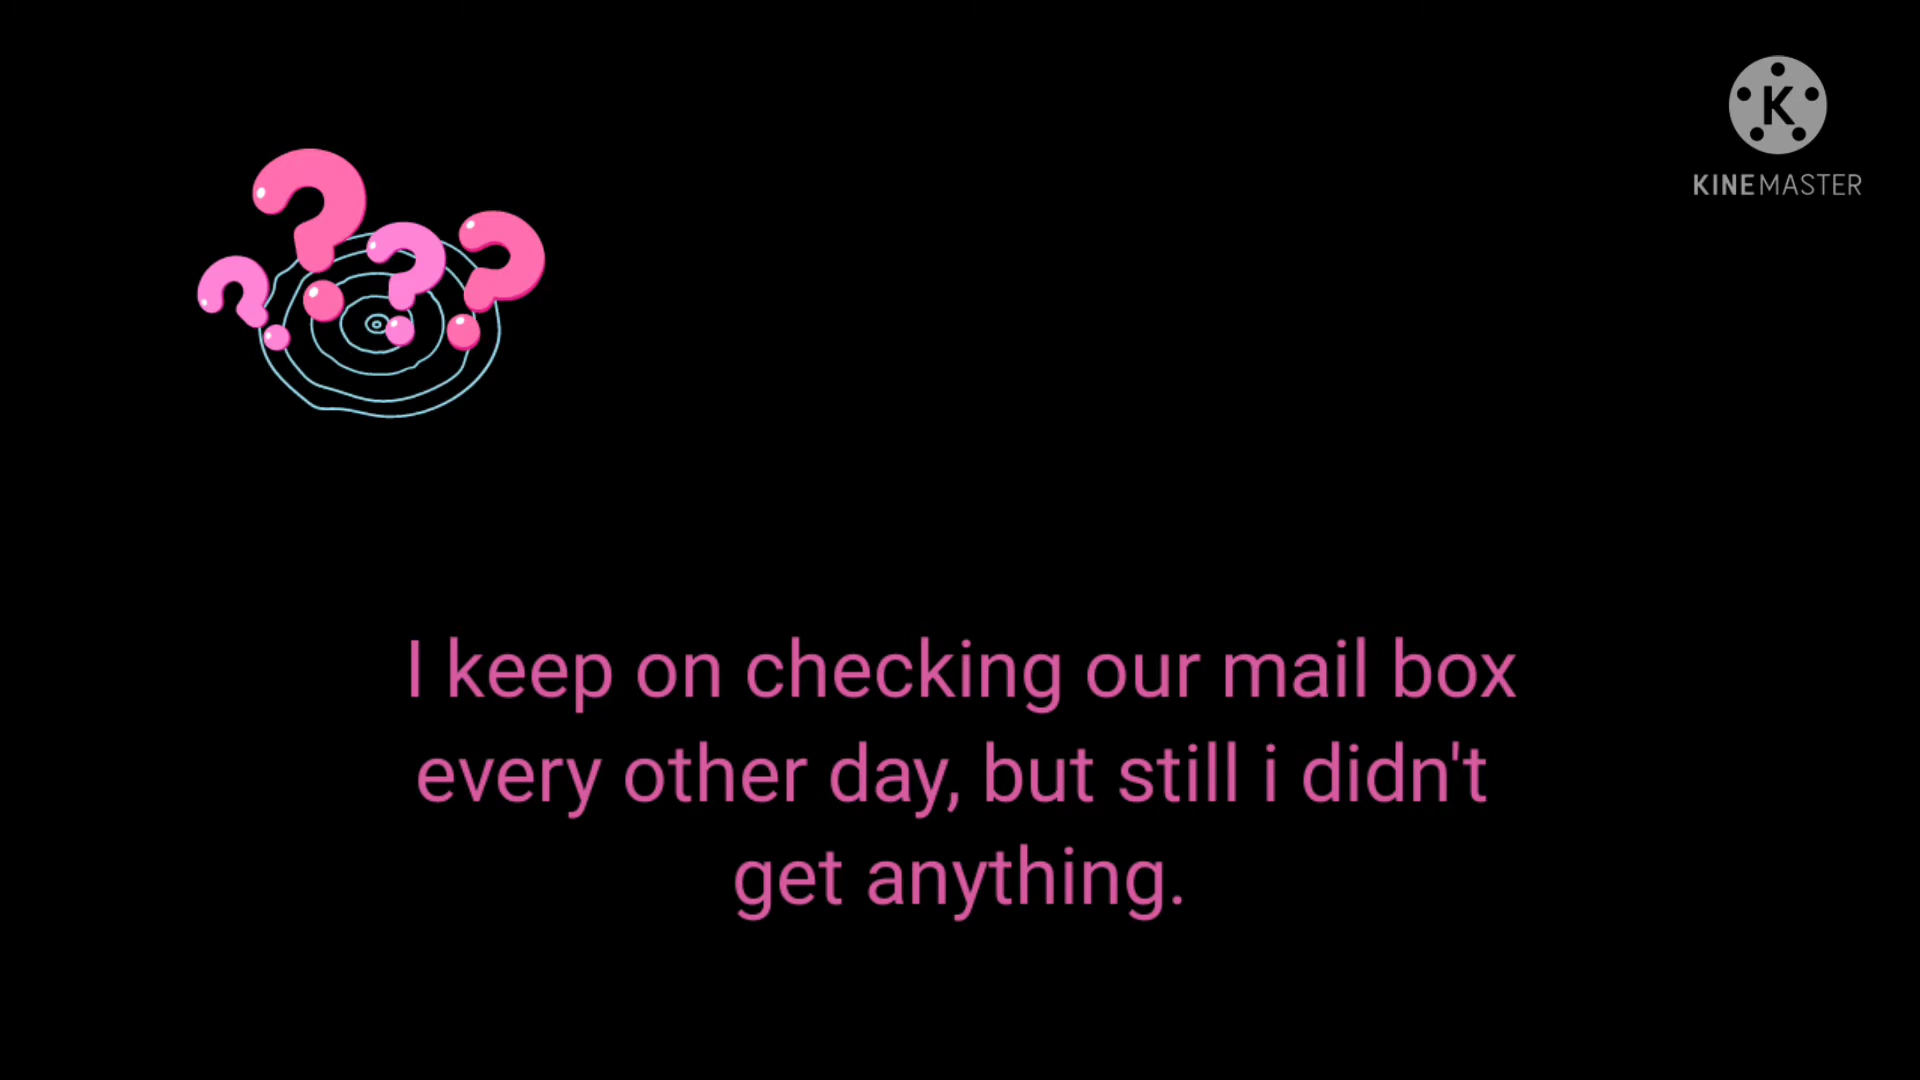 K
KINEMASTER
I keep on checking our mail box
every other day, but still i didn't
get anything.